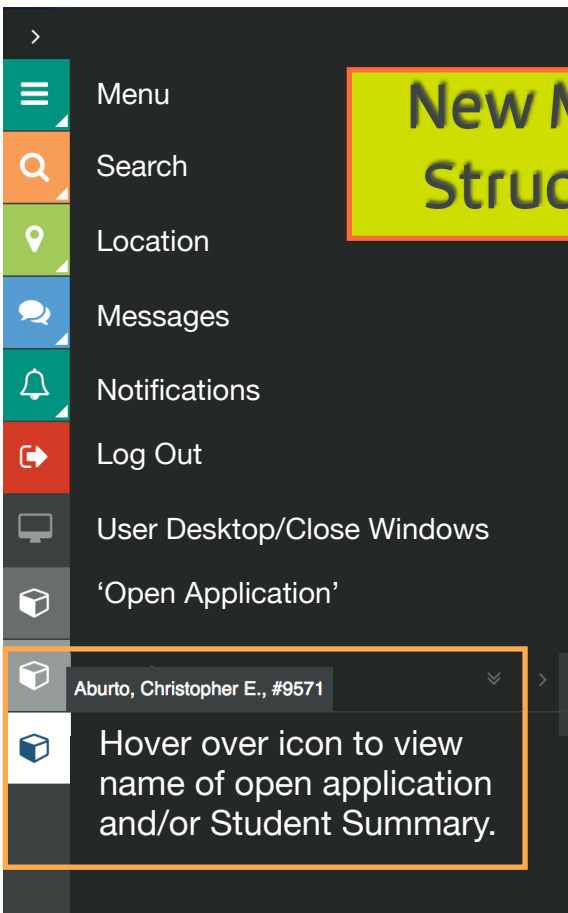 Menu
New M
Search
Struc
Location
Messages
Notifications
Log Out
User Desktop/Close Windows
‘Open Application’
Aburto, Christopher E., #9571
Hover over icon to view
name of open application
and/or Student Summary.